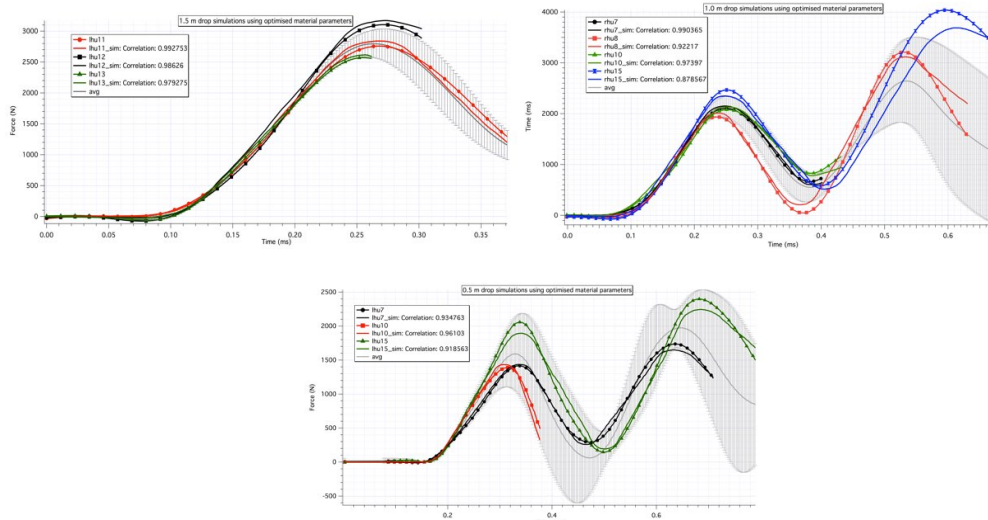 1.5 m drop simulations using optimised material parameters
lhu11
lhu11_sim: Correlation: 0.992753
lhu12
lhu12_sim: Correlation: 0.98626
lhu13
lhu13_sim: Correlation: 0.979275
avg
Force (N)
3000
2500
2000
1500
1000
500
0
0.00
0.05
0.10
0.15
0.20
0.25
0.30
0.35
Time (ms)
1.0 m drop simulations using optimised material parameters
rhu7
rhu7_sim: Correlation: 0.990365
rhu8
rhu8_sim: Correlation: 0.92217
rhu10
rhu10_sim: Correlation: 0.97397
rhu15
rhu15_sim: Correlation: 0.878567
avg
Time (ms)
4000
3000
2000
1000
0
0.0
0.1
0.2
0.3
0.4
0.5
0.6
Time (ms)
0.5 m drop simulations using optimised material parameters
lhu7
lhu7_sim: Correlation: 0.934763
lhu10
lhu10_sim: Correlation: 0.96103
lhu15
lhu15_sim: Correlation: 0.918563
avg
Force (N)
2500
2000
1500
1000
500
0
-500
0.2
0.4
0.6